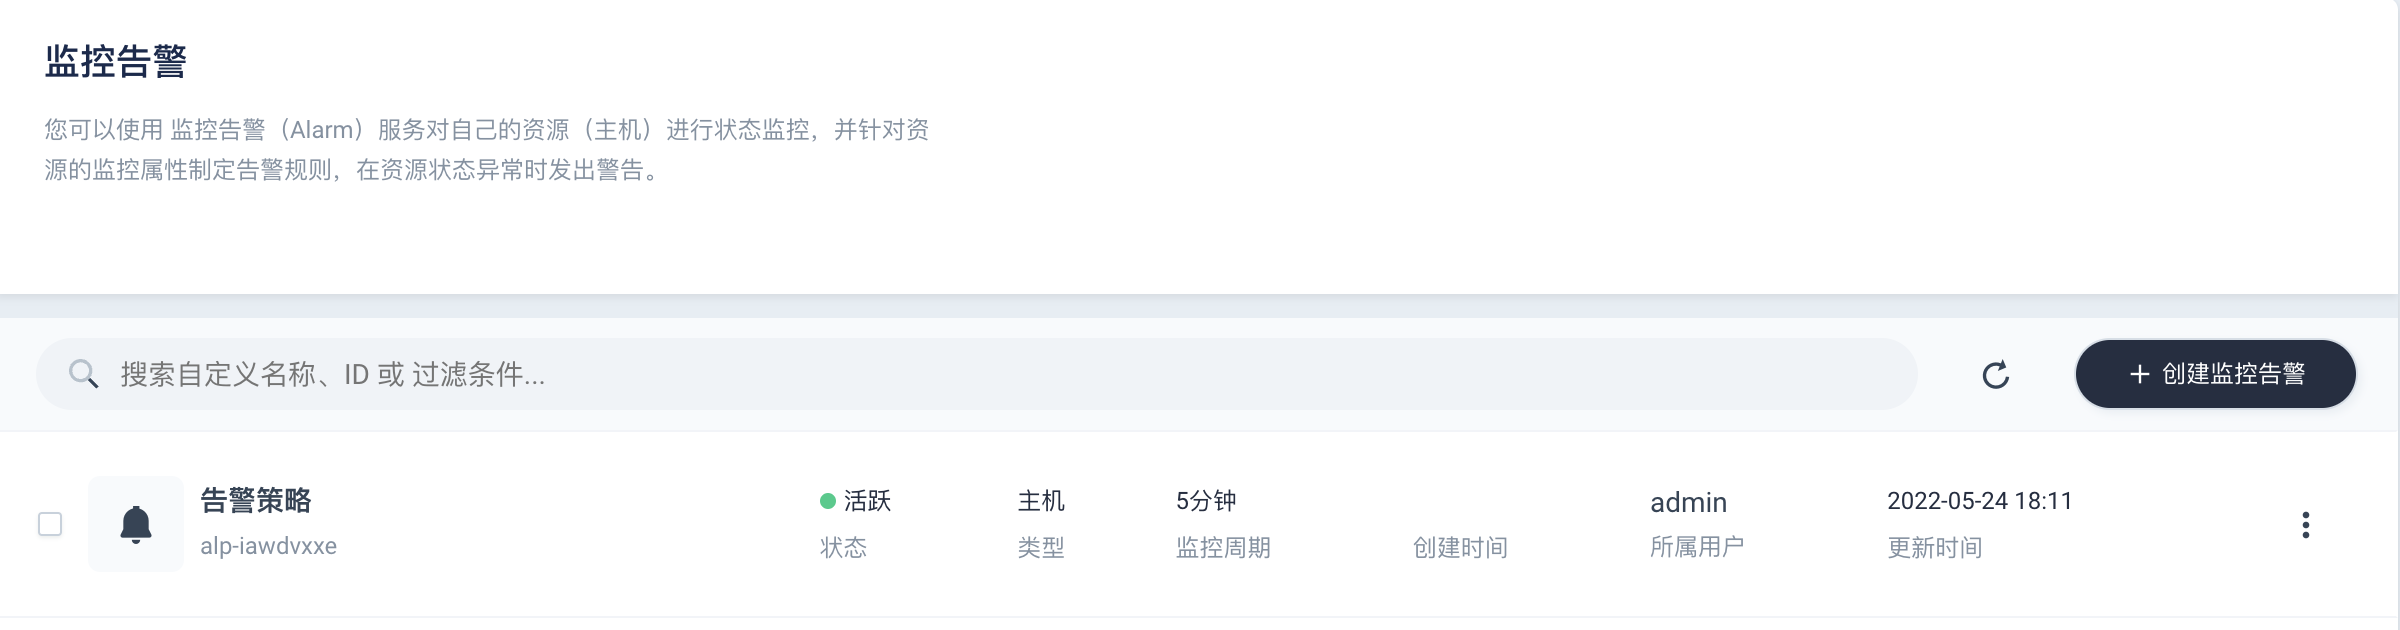 监控告警
您可以使用 监控告警（Alarm）服务对自己的资源（主机）进行状态监控，并针对资
源的监控属性制定告警规则，在资源状态异常时发出警告。
搜索自定义名称、ID 或 过滤条件...
+ 创建监控告警
告警策略 活跃 主机 5分钟 admin 2022-05-24 18:11
alp-iawdvxxe 状态 类型 监控周期 创建时间 所属用户 更新时间